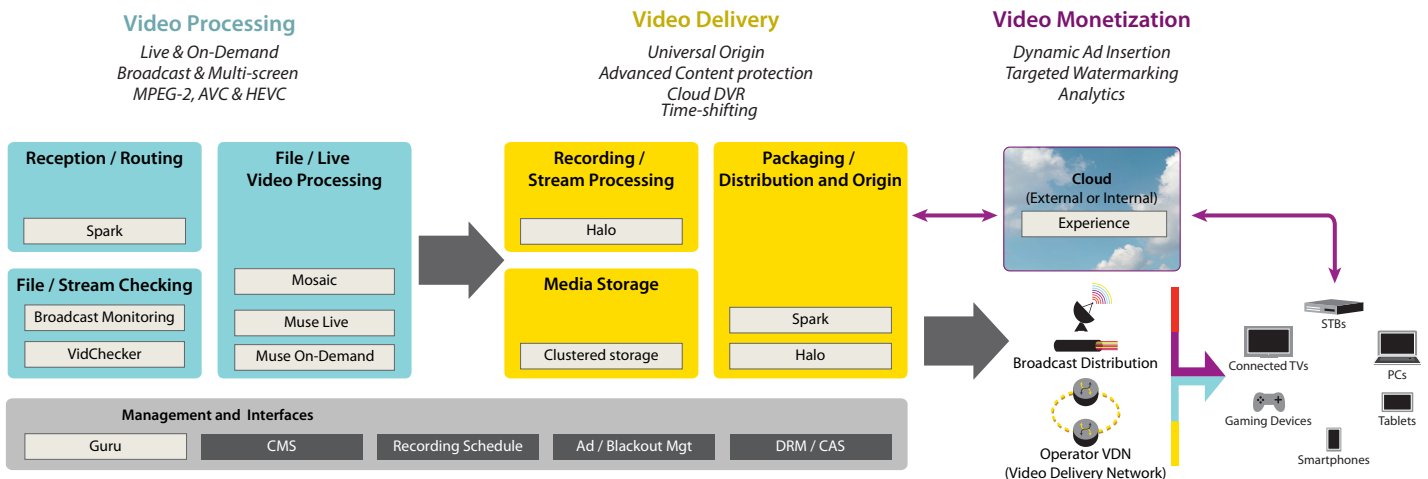 Video Processing
Live & On-Demand
Broadcast & Multi-screen
MPEG-2, AVC & HEVC
Video Delivery
Universal Origin
Advanced Content protection
Cloud DVR
Time-shifting
Video Monetization
Dynamic Ad Insertion
Targeted Watermarking
Analytics
Reception / Routing
Spark
File / Stream Checking
Broadcast Monitoring
VidChecker
File / Live
Video Processing
Mosaic
Muse Live
Muse On-Demand
Recording /
Stream Processing
Halo
Media Storage
Clustered storage
Packaging /
Distribution and Origin
Spark
Halo
Cloud
(External or Internal)
Experience
Broadcast Distribution
Operator VDN
(Video Delivery Network)
STBs
Connected TVs
PCs
Gaming Devices
Tablets
Smartphones
Management and Interfaces
Guru
CMS
Recording Schedule
Ad / Blackout Mgt
DRM / CAS